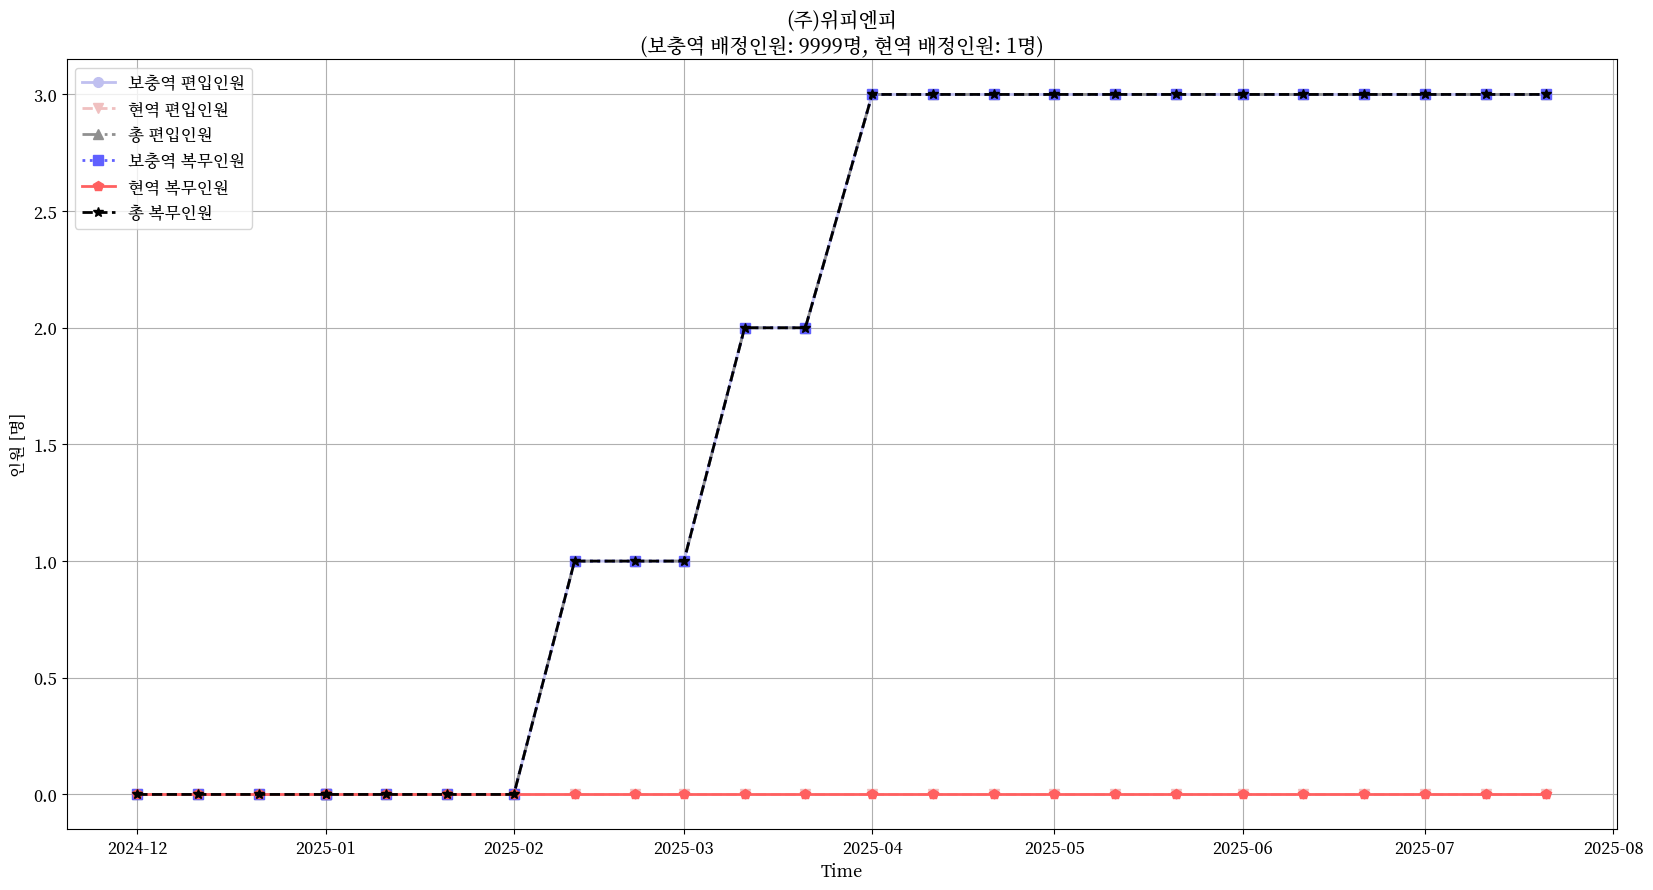 (주)위피엔피
(보충역 배정인원: 9999명, 현역 배정인원: 1명)
보충역 편입인원
현역 편입인원
총 편입인원
보충역 복무인원
현역 복무인원
총 복무인원
3.0
2.5
2.0
1.5
1.0
0.5
0.0
인원 [명]
2024-12
2025-01
2025-02
2025-03
2025-04
2025-05
2025-06
2025-07
2025-08
Time